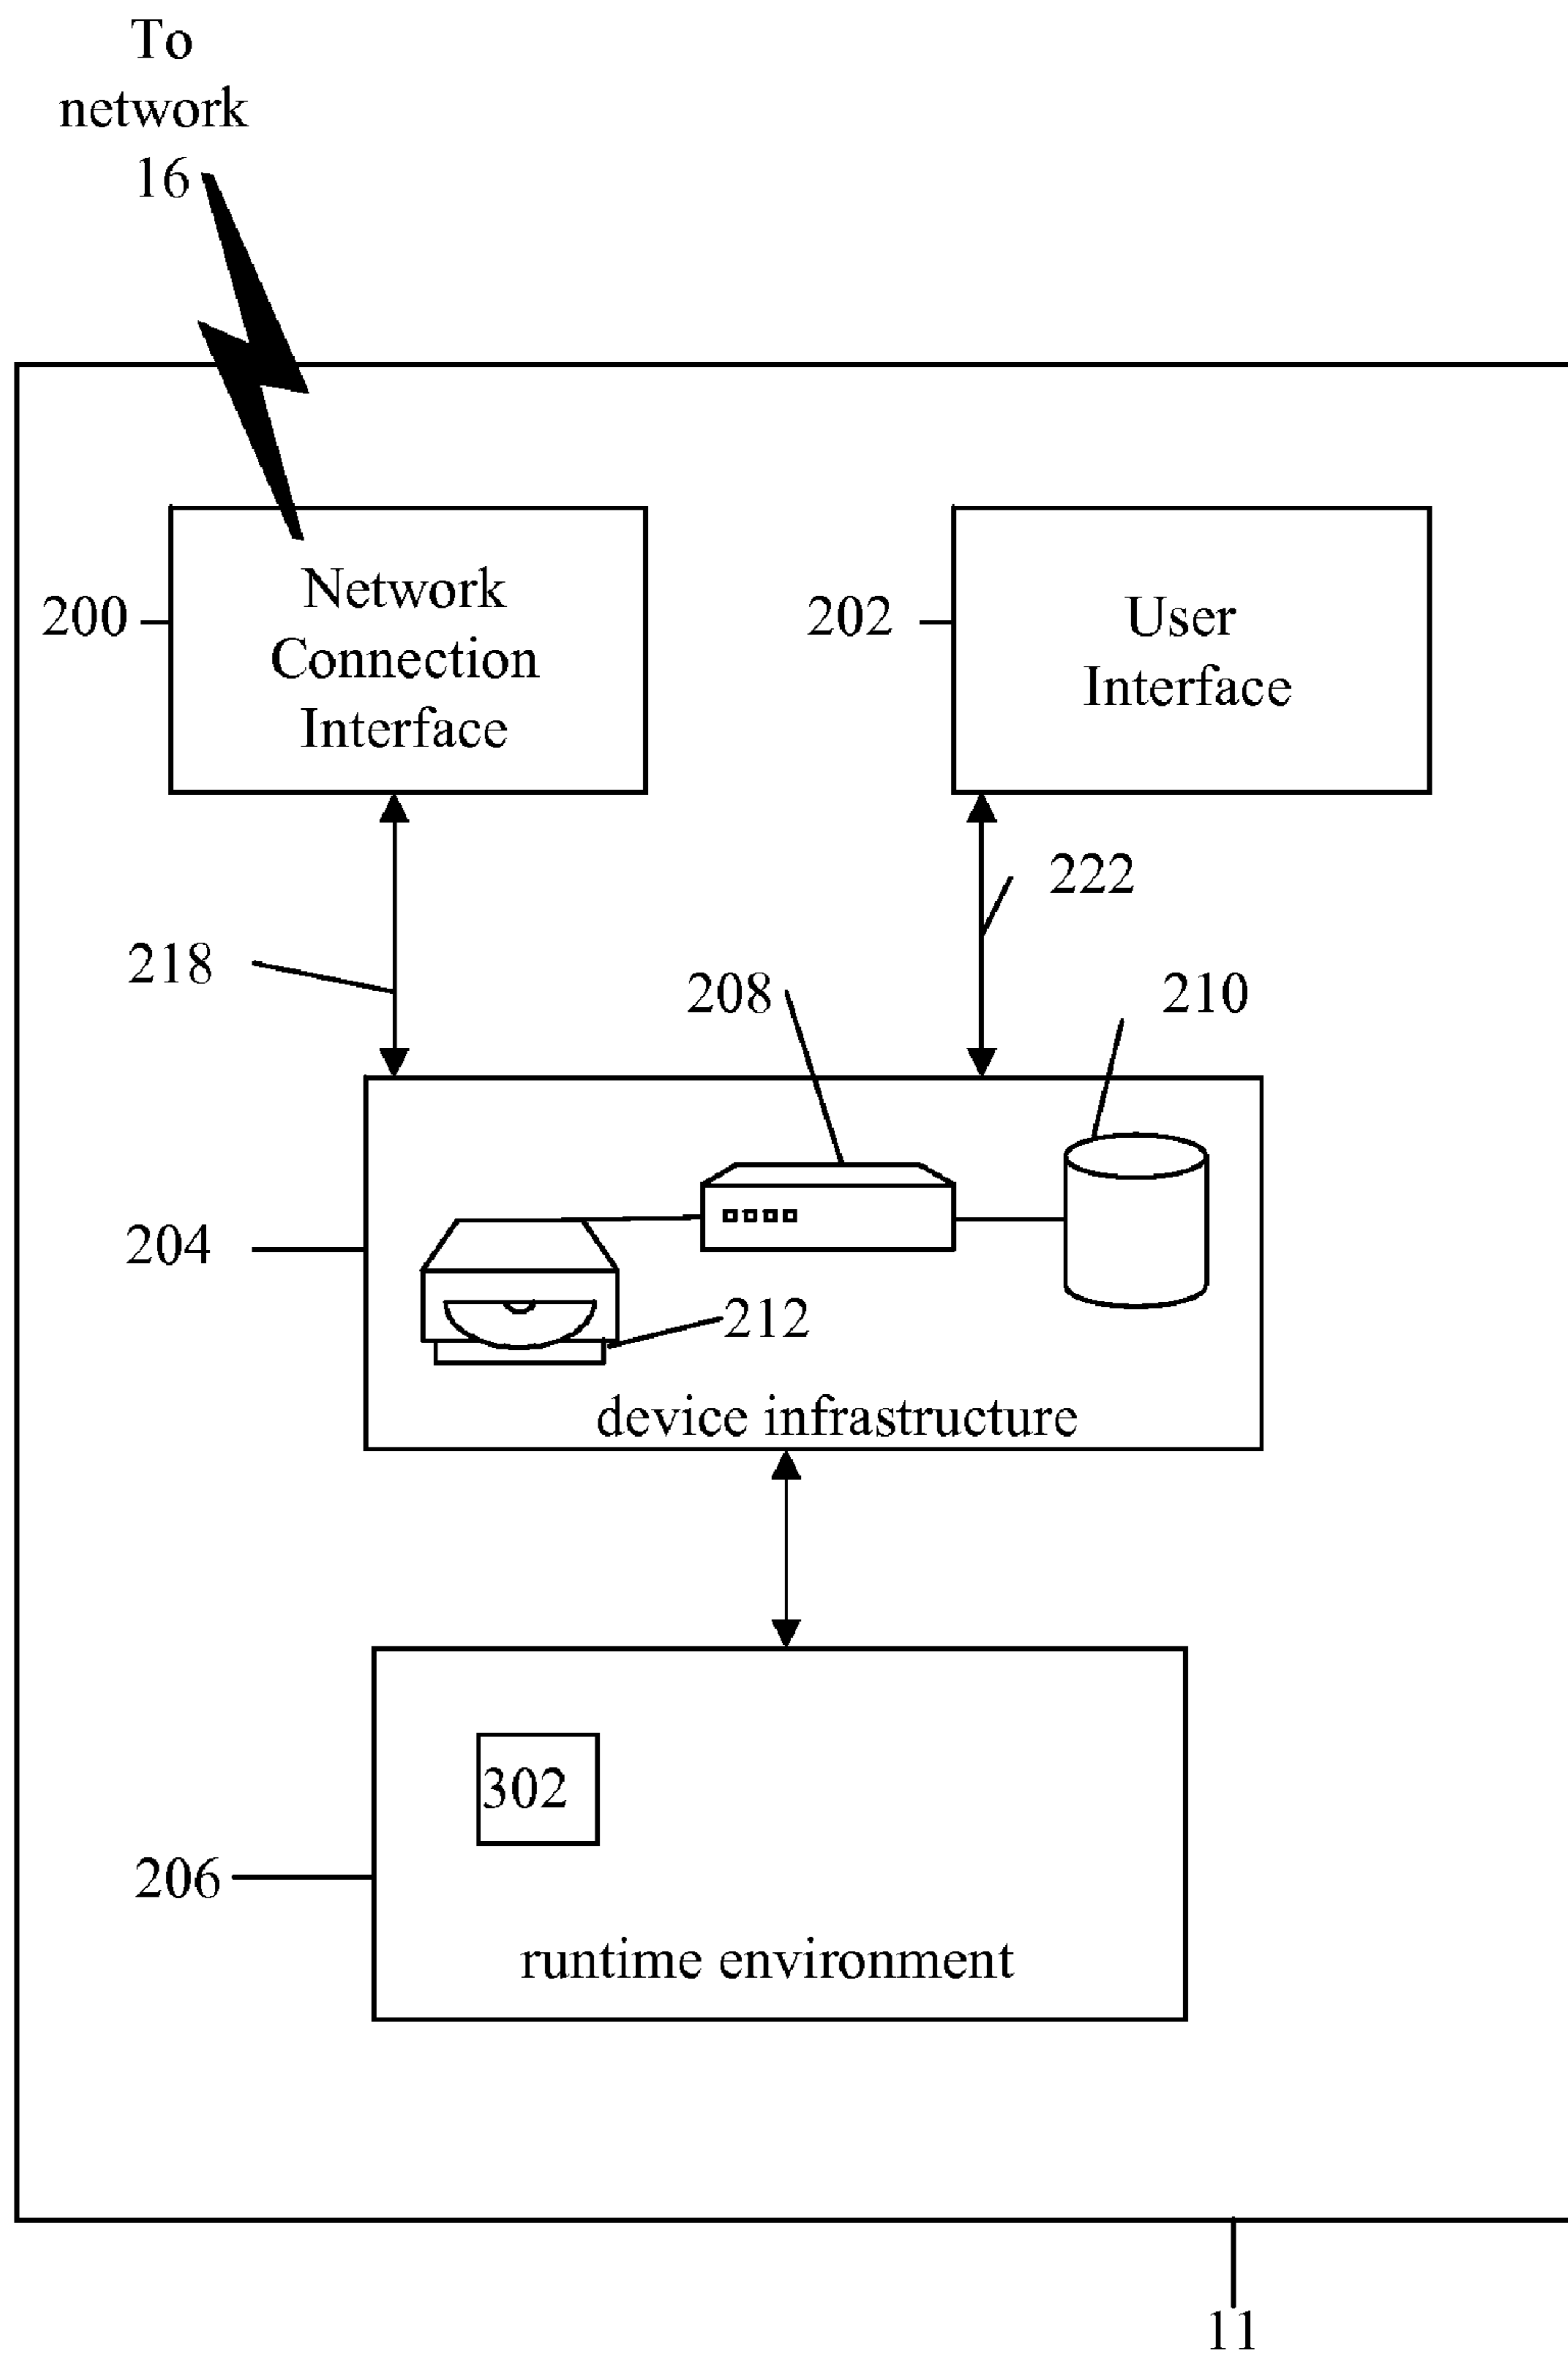 To
network
16
200
Network
Connection
Interface
202
User
Interface
222
218
208
210
204
212
device infrastructure
302
206
runtime environment
11